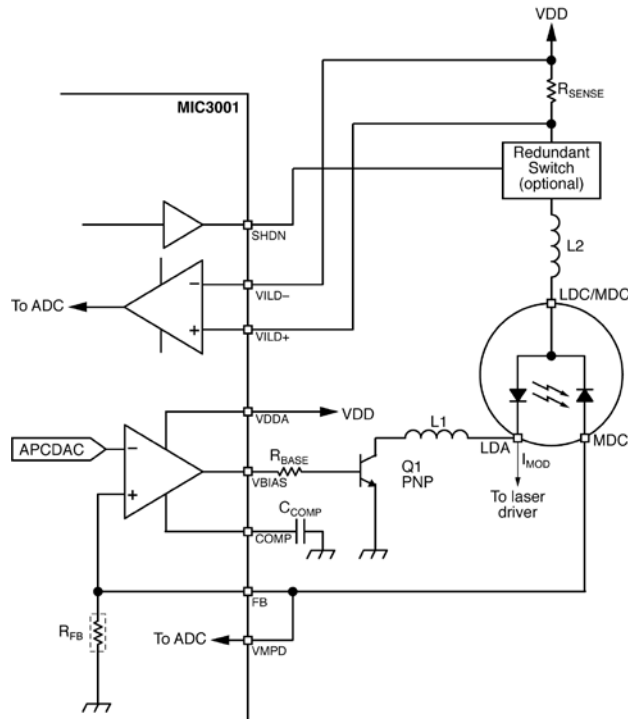 VDD
MIC3001
RSENSE
Redundant
Switch
(optional)
SHDN
L2
VILD–
LDC/MDC
To ADC
VILD+
VDDA
VDD
L1
APCDAC
RBASE
LDA
MDC
IMOD
VBIAS
Q1
PNP
To laser
driver
CCOMP
COMP
FB
RFB
To ADC
VMPD